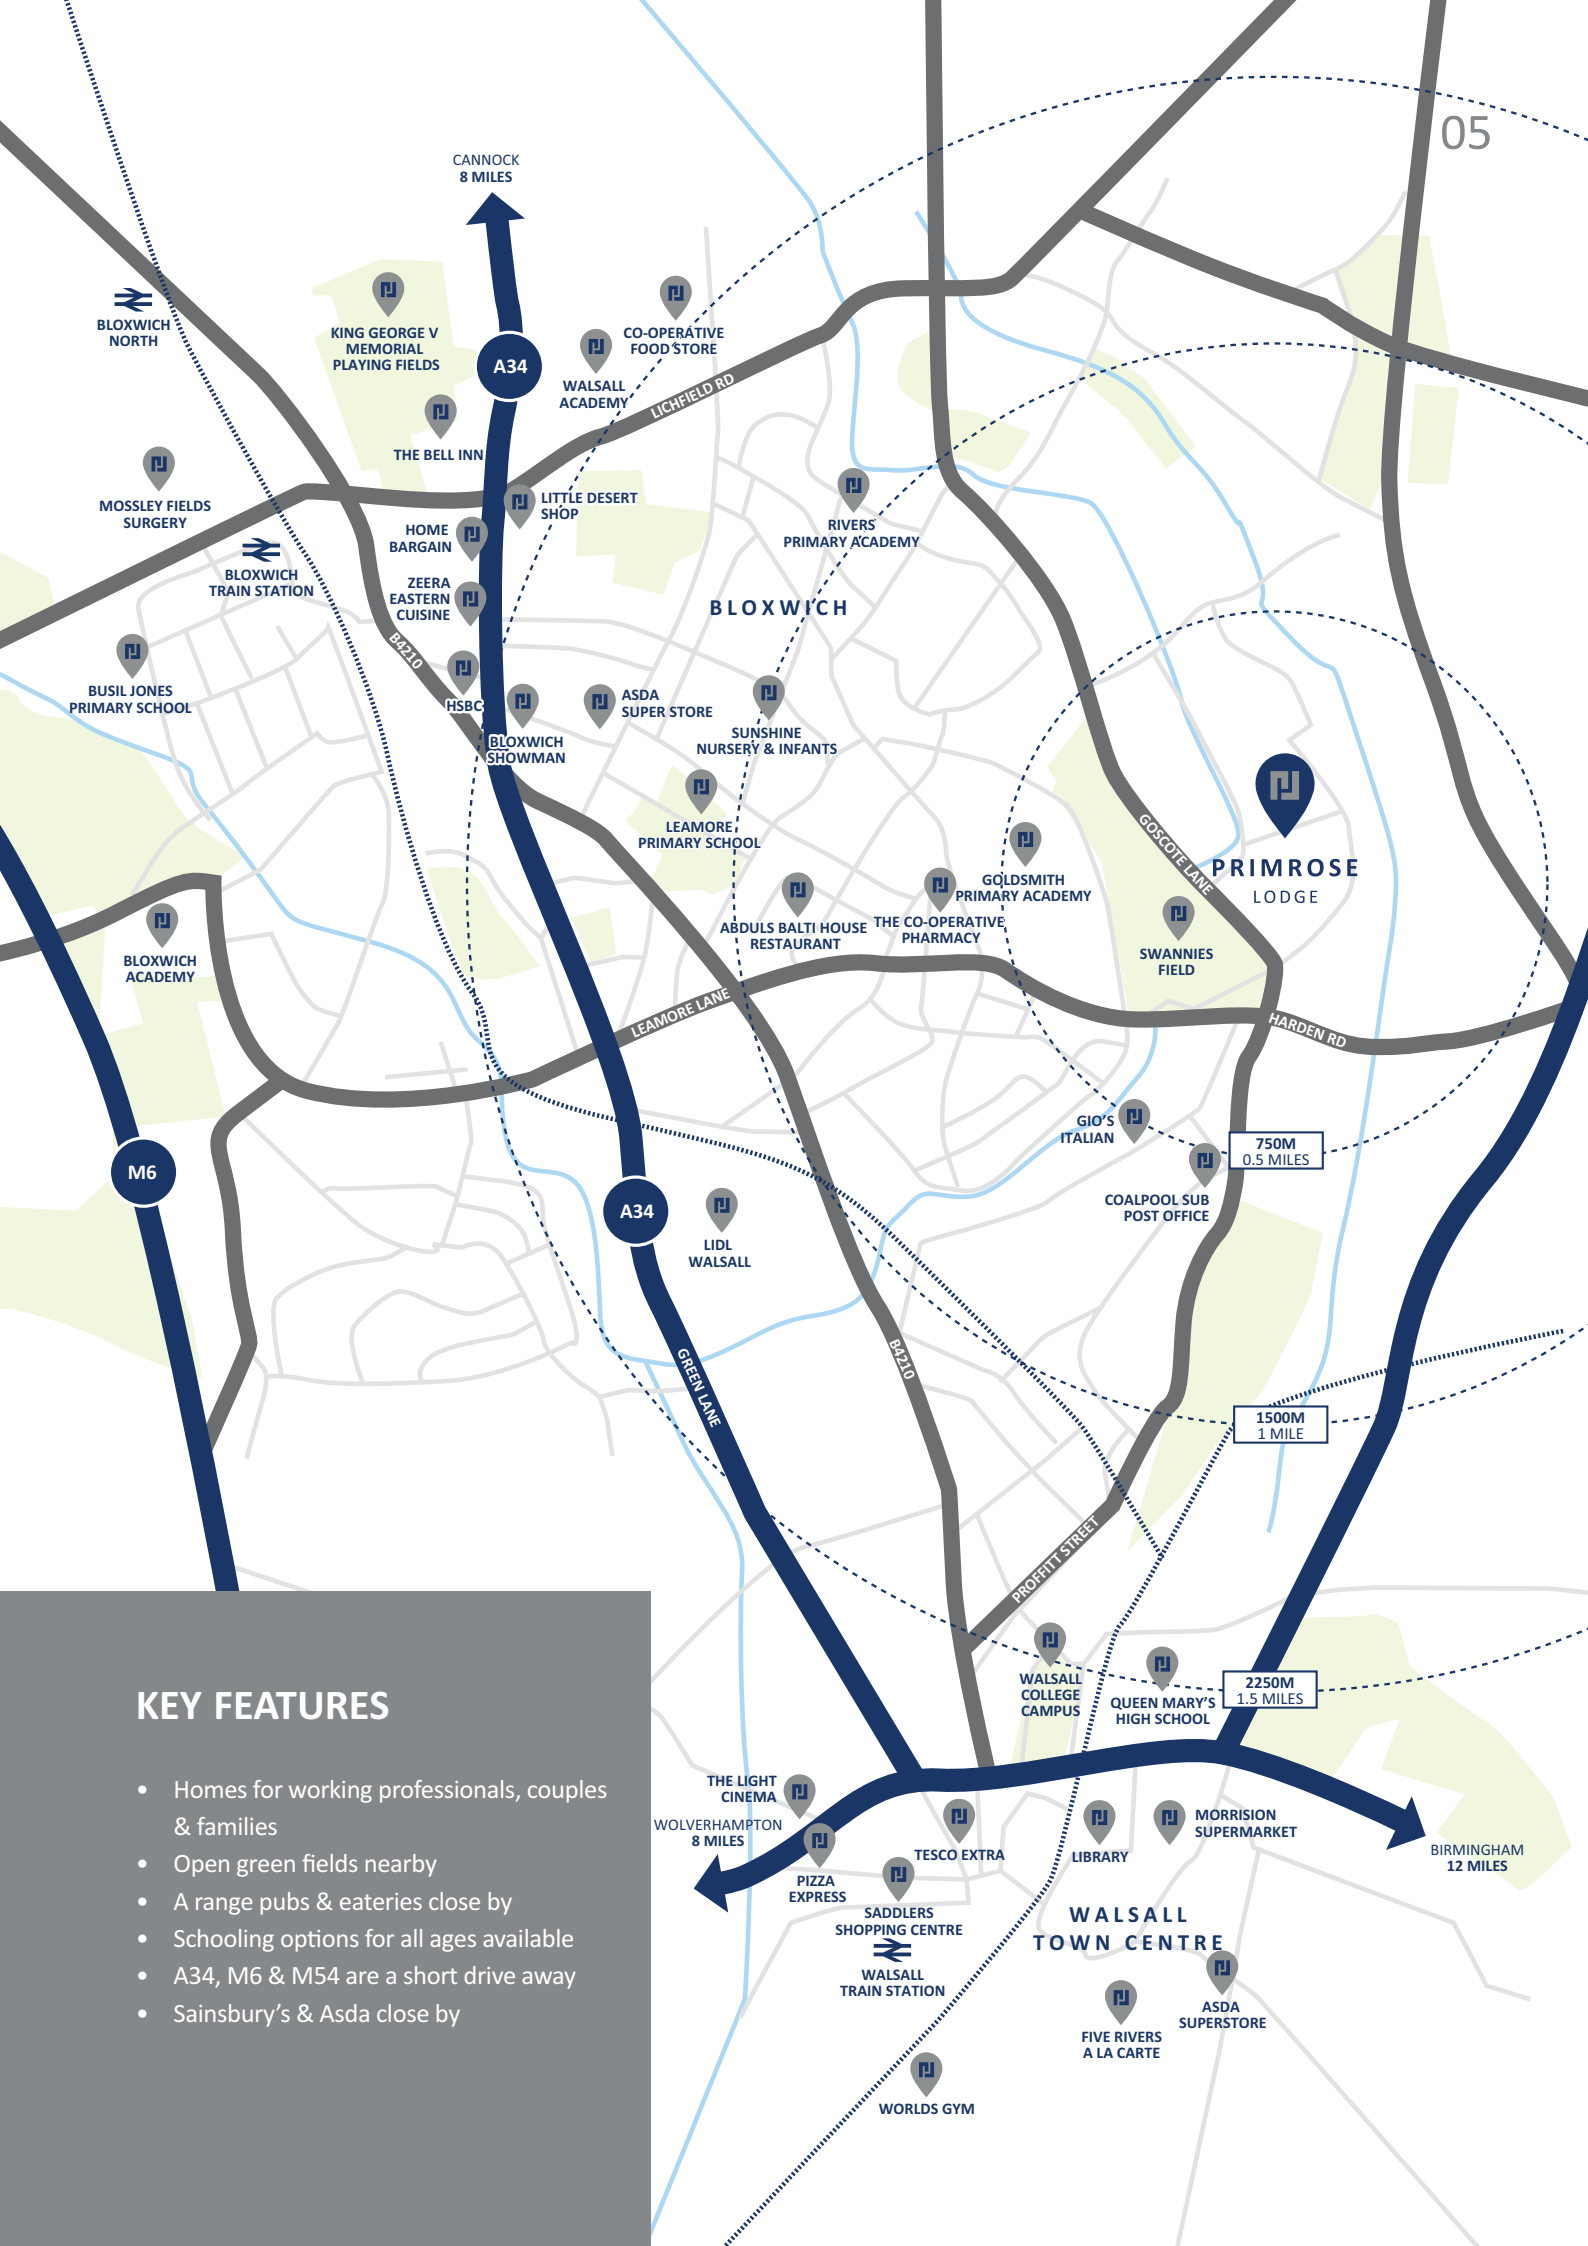 05
CANNOCK
8 MILES
BLOXWICH
NORTH
KING GEORGE V
MEMORIAL
PLAYING FIELDS
A34
CO-OPERATIVE
FOOD STORE
WALSALL
ACADEMY
LICHFIELD RD
THE BELL INN
MOSSLEY FIELDS
SURGERY
LITTLE DESERT
SHOP
HOME
BARGAIN
RIVERS
PRIMARY ACADEMY
BLOXWICH
TRAIN STATION
ZEERA
EASTERN
CUISINE
BLOXWICH
B4210
BUSIL JONES
PRIMARY SCHOOL
HSBC
ASDA
SUPER STORE
BLOXWICH
SHOWMAN
SUNSHINE
NURSERY & INFANTS
LEAMORE
PRIMARY SCHOOL
GOSCOTE LANE
PRIMROSE
LODGE
GOLDSMITH
PRIMARY ACADEMY
ABDULS BALTI HOUSE
RESTAURANT
THE CO-OPERATIVE
PHARMACY
SWANNIES
FIELD
BLOXWICH
ACADEMY
LEAMORE LANE
HARDEN RD
GIO'S
ITALIAN
750M
0.5 MILES
M6
COALPOOL SUB
POST OFFICE
A34
LIDL
WALSALL
GREEN LANE
B4210
1500M
1 MILE
PROFFITT STREET
WALSALL
COLLEGE
CAMPUS
QUEEN MARY'S
HIGH SCHOOL
2250M
1.5 MILES
KEY FEATURES
• Homes for working professionals, couples
& families
• Open green fields nearby
• A range pubs & eateries close by
• Schooling options for all ages available
• A34, M6 & M54 are a short drive away
• Sainsbury's & Asda close by
THE LIGHT
CINEMA
WOLVERHAMPTON
8 MILES
PIZZA
EXPRESS
TESCO EXTRA
LIBRARY
MORRISION
SUPERMARKET
BIRMINGHAM
12 MILES
SADDLERS
SHOPPING CENTRE
WALSALL
TRAIN STATION
WALSALL
TOWN CENTRE
ASDA
SUPERSTORE
FIVE RIVERS
A LA CARTE
WORLDS GYM